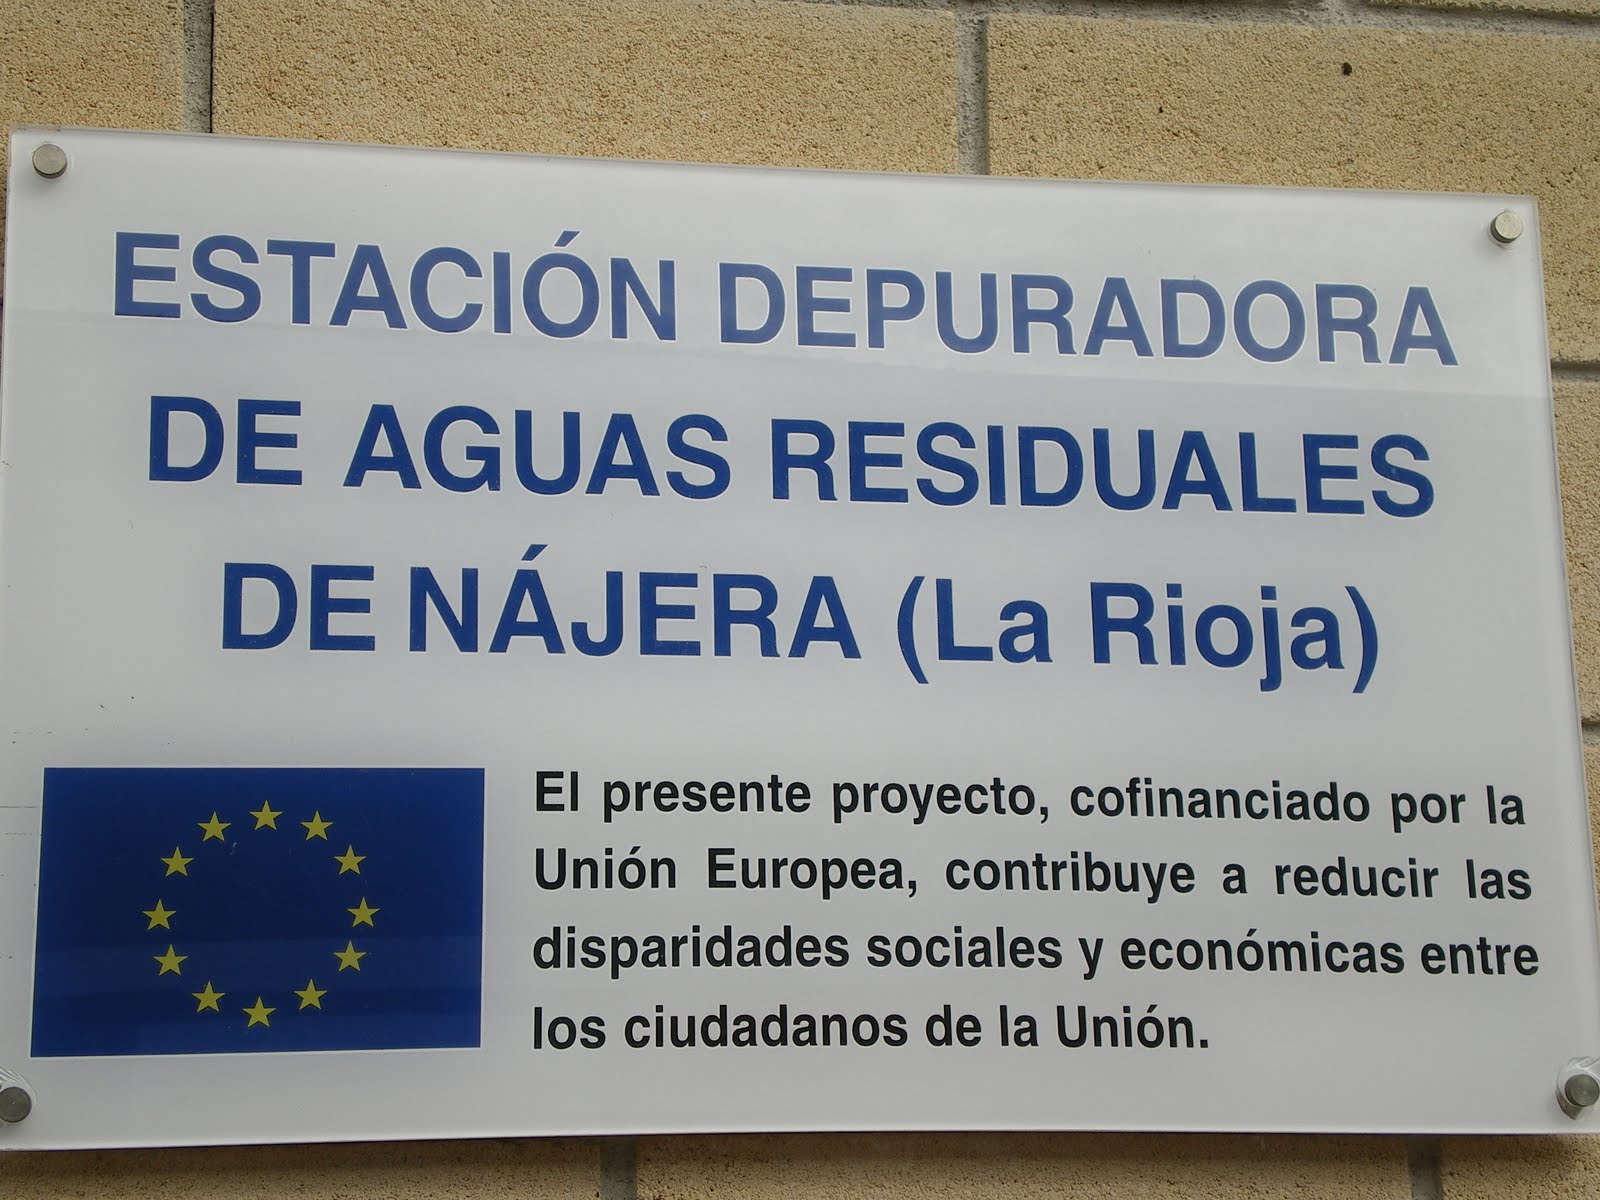 ESTACIÓN DEPURADORA
DE AGUAS RESIDUALES
DE NÁJERA (La Rioja)
El presente proyecto, cofinanciado por la
Unión Europea, contribuye a reducir las
disparidades sociales y económicas entre
los ciudadanos de la Unión.